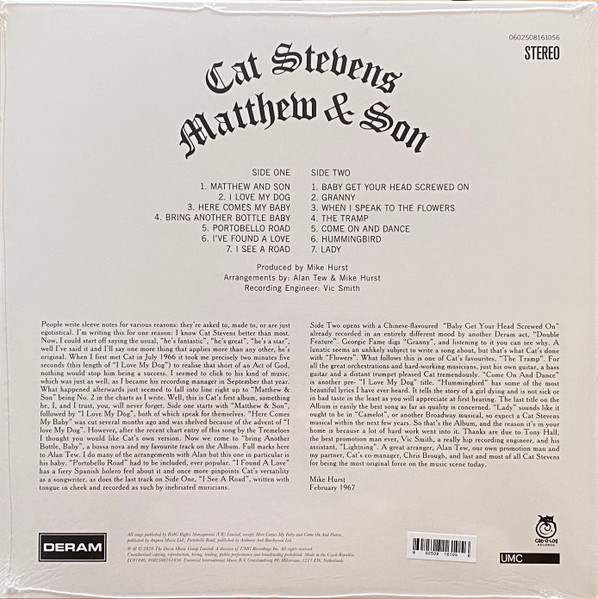 0602508161056
STEREO
Cat Stevens
Matthew & Son
SIDE ONE
1. MATTHEW AND SON
2. I LOVE MY DOG
3. HERE COMES MY BABY
4. BRING ANOTHER BOTTLE BABY
5. PORTOBELLO ROAD
6. I'VE FOUND A LOVE
7. I SEE A ROAD
SIDE TWO
1. BABY GET YOUR HEAD SCREWED ON
2. GRANNY
3. WHEN I SPEAK TO THE FLOWERS
4. THE TRAMP
5. COME ON AND DANCE
6. HUMMINGBIRD
7. LADY
Produced by Mike Hurst
Arrangements by: Alan Tew & Mike Hurst
Recording Engineer: Vic Smith
People write sleeve notes for various reasons: they're asked to, made to, or are just
egotistical. I'm writing this for one reason: I know Cat Stevens better than most.
Now, I could start off saying the usual, "he's fantastic", "he's great", "he's a star",
well I've said it and I'll say one more thing that apples more than any other, he's
original. When I first met Cat in July 1966 it took me precisely two minutes five
seconds (this length of "I Love My Dog") to realise that short of an Act of God,
nothing would stop him being a success. I seemed to click to his kind of music,
which was just as well, as I became his recording manager in September that year.
What happened afterwards just seemed to fall into line right up to "Matthew &
Son" being No. 2 in the charts as I write. Well, this is Cat's first album, something
he, I, and I trust, you, will never forget. Side one starts with "Matthew & Son",
followed by "I Love My Dog", both of which speak for themselves. "Here Comes
My Baby" was cut several months ago and was shelved because of the advent of "I
love My Dog". However, after the recent chart entry of this song by the Tremeloes
I thought you would like Cat's own version. Now we come to "bring Another
Bottle, Baby", a bossa nova and my favourite track on the Album. Full marks here
to Alan Tew, I do many of the arrangements with Alan but this one in particular is
his baby. "Portobello Road" had to be included, ever popular. "I Found A Love"
has a fiery Spanish bolero feel about it and once more pinpoints Cat's versatility
as a songwriter, as does the last track on Side One, "I See A Road", written with
tongue in cheek and recorded as such by inebriated musicians.
Side Two opens with a Chinese-flavoured "Baby Get Your Head Screwed On"
already recorded in an entirely different mood by another Deram act, "Double
Feature". Georgie Fame digs "Granny", and listening to it you can see why. A
lunatic seems an unlikely subject to write a song about, but that's what Cat's done
with "Flowers". What follows this is one of Cat's favourites, "The Tramp". For
all the great orchestrations and hard-working musicians, just his own guitar, a bass
guitar and a distant trumpet pleased Cat tremendously. "Come On And Dance"
is another pre- "I Love My Dog" title. "Hummingbird" has some of the most
beautiful lyrics I have ever heard. It tells the story of a girl dying and is not sick or
in bad taste in the least as you will appreciate at first hearing. The last title on the
Album is easily the best song as far as quality is concerned. "Lady" sounds like it
ought to be in "Camelot", or another Broadway musical, so expect a Cat Stevens
musical within the next few years. So that's the Album, and the reason it's in your
home is because a lot of hard work went into it. Thanks are due to Tony Hall,
the best promotion man ever, Vic Smith, a really hip recording engineer, and his
assistant, "Lightning". A great arranger, Alan Tew, our own promotion man and
my partner, Cat's co-manager, Chris Brough, and last and most of all Cat Stevens
for being the most original force on the music scene today.
Mike Hurst
February 1967
DERAM
All songs published by BMG Rights Management (UK) Limited, except: Here Comes My Baby and Come On And Dance,
UMC